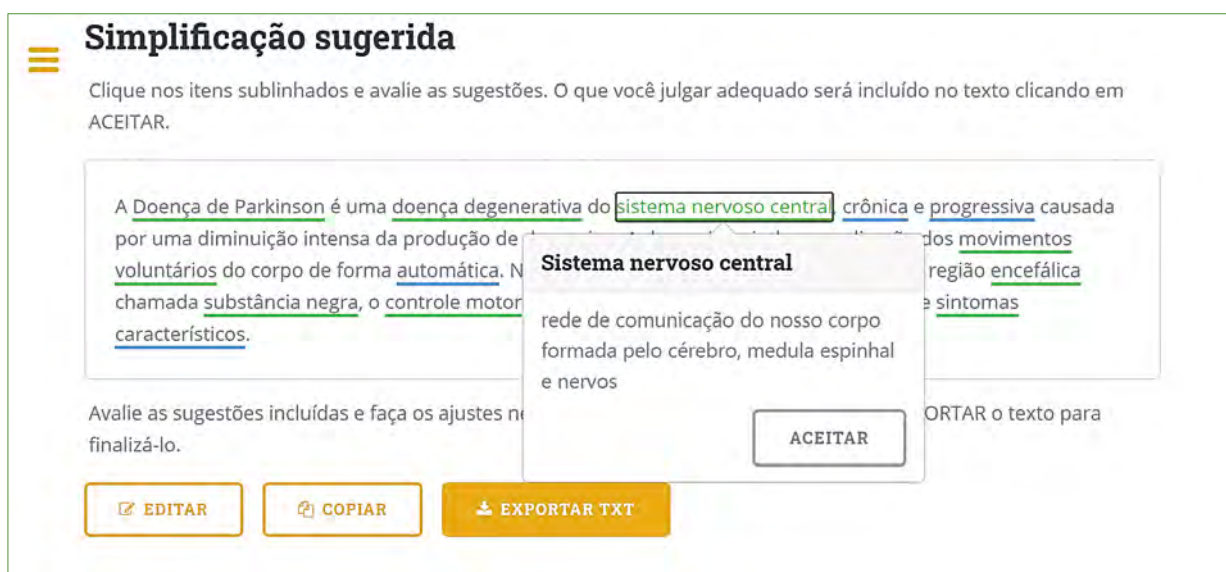 Simplificação sugerida
Clique nos itens sublinhados e avalie as sugestões. O que você julgar adequado será incluído no texto clicando em
ACEITAR.
A Doença de Parkinson é uma doença degenerativa do sistema nervoso central, crônica e progressiva causada
por uma diminuição intensa da produção de dos movimentos
voluntários do corpo de forma automática. N região encefálica
chamada substância negra, o controle motor e sintomas
característicos.
Sistema nervoso central
rede de comunicação do nosso corpo
formada pelo cérebro, medula espinhal
e nervos
ACEITAR
Avalie as sugestões incluídas e faça os ajustes ne ORTAR o texto para
finalizá-lo.
EDITAR
COPIAR
EXPORTAR TXT